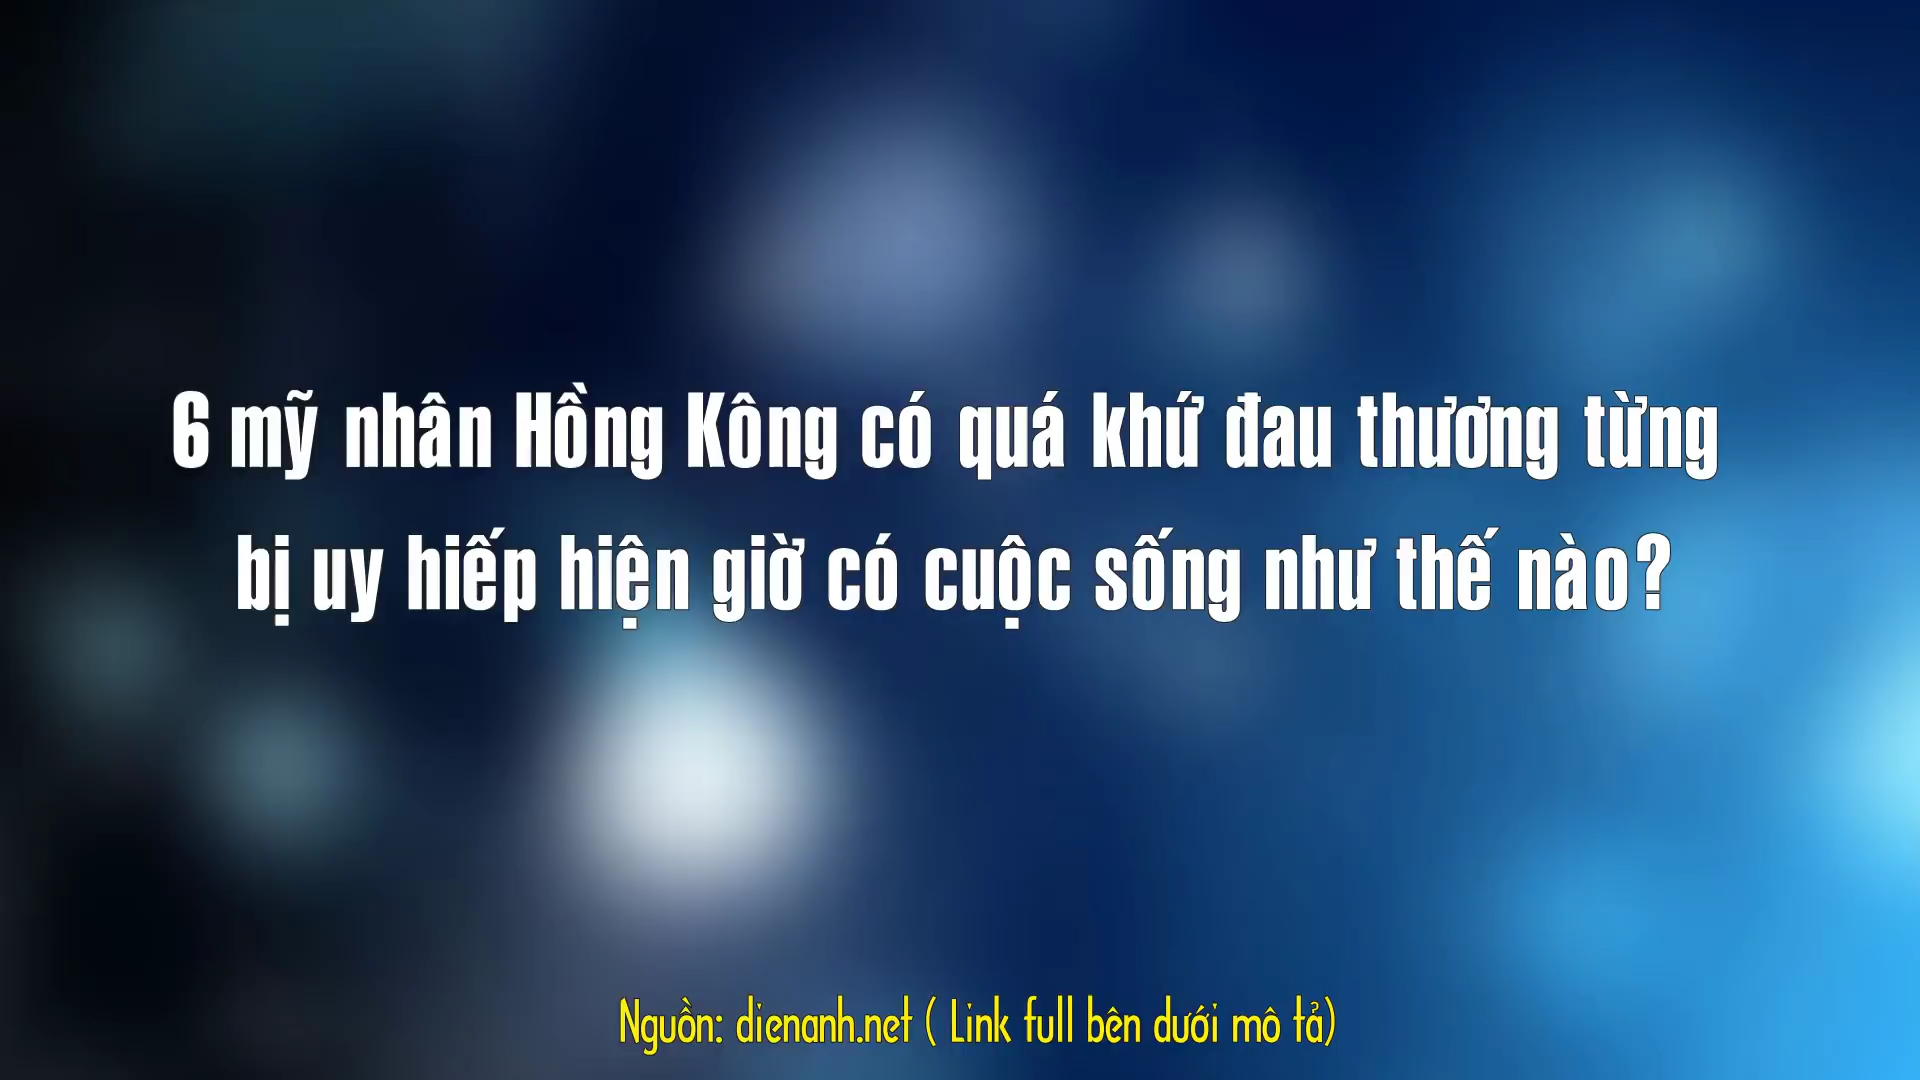 6 mỹ nhân Hồng Kông có quá khứ đau thương từng
bị uy hiếp hiện giờ có cuộc sống như thế nào?
Nguồn: dienanh.net ( Link full bên dưới mô tả)